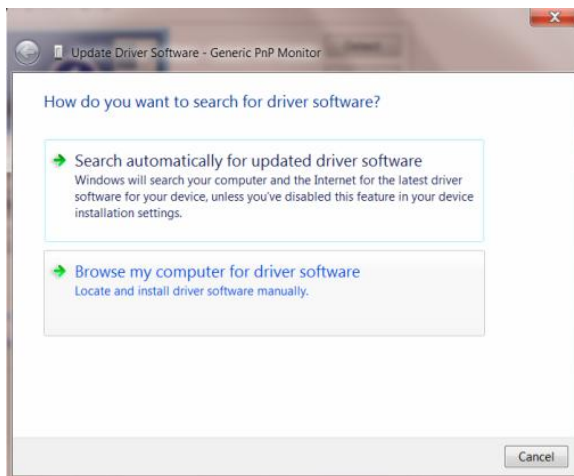 Update Driver Software - Generic PnP Monitor
How do you want to search for driver software?
Search automatically for updated driver software
Windows will search your computer and the Internet for the latest driver
software for your device, unless you've disabled this feature in your device
installation settings.
Browse my computer for driver software
Locate and install driver software manually.
Cancel